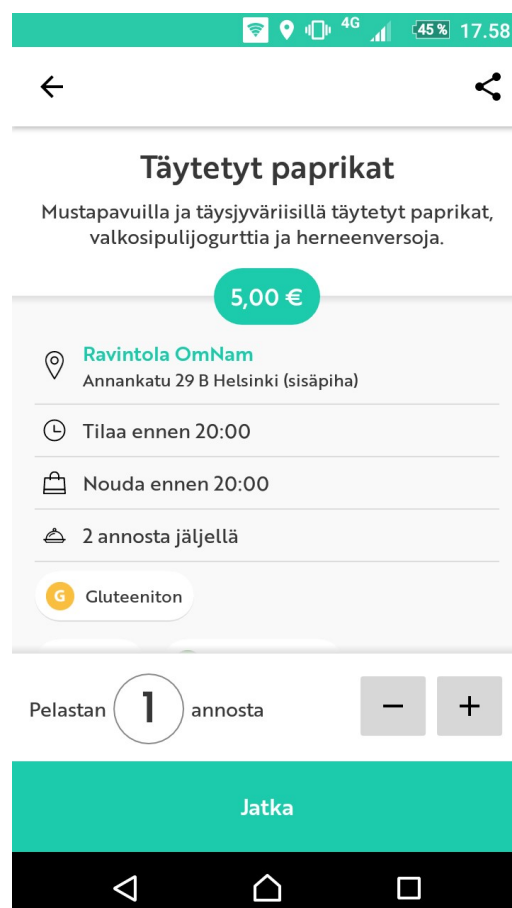 4G 45% 17.58
Täytetyt paprikat
Mustapavuilla ja täysjyväriisillä täytetyt paprikat,
valkosipulijogurttia ja herneenversoja.
5,00 €
Ravintola OmNam
Annankatu 29 B Helsinki (sisäpiha)
Tilaa ennen 20:00
Nouda ennen 20:00
2 annosta jäljellä
G Gluteeniton
Pelastan 1 annosta − +
Jatka